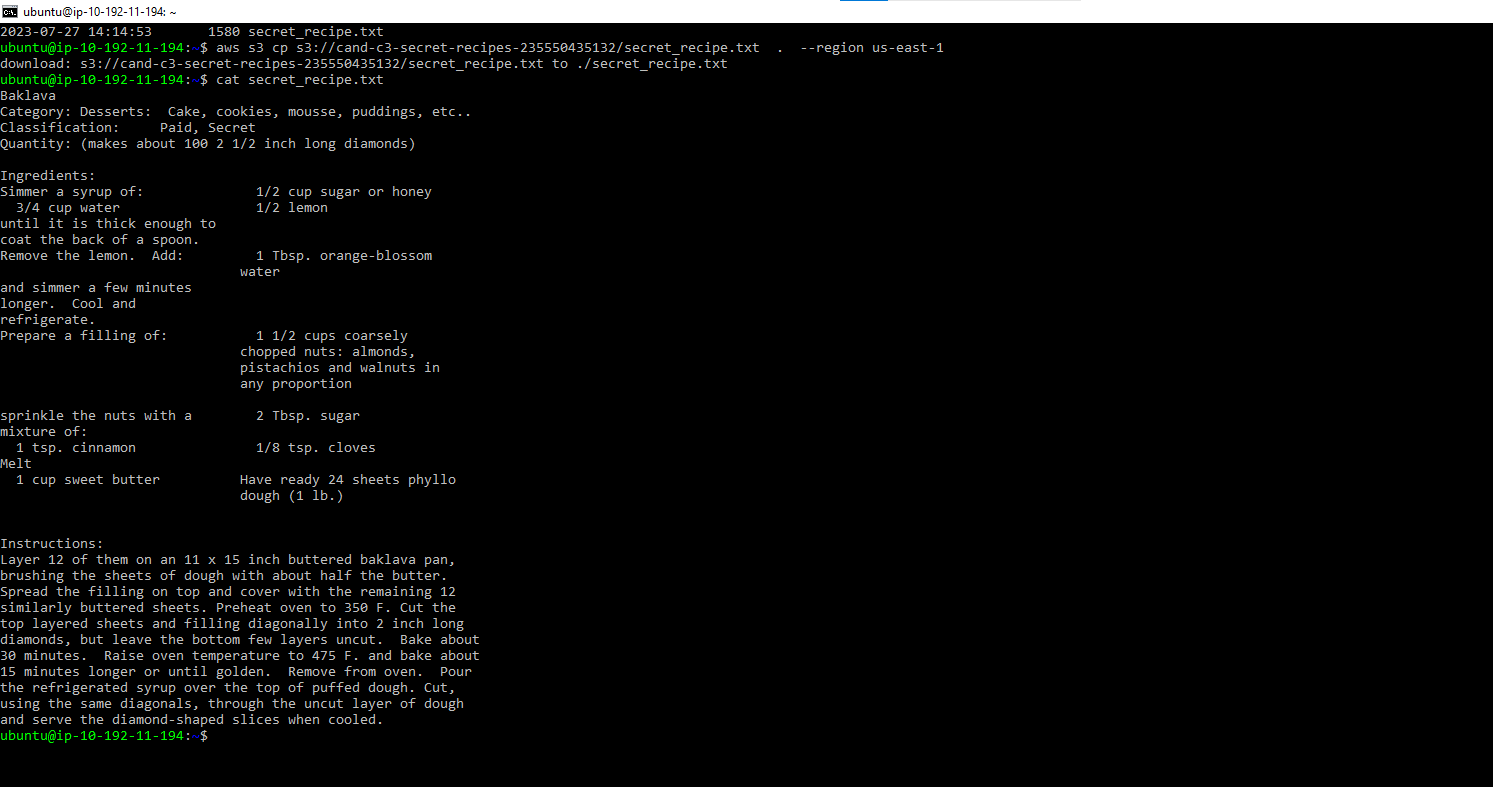 ubuntu@ip-10-192-11-194: ~
2023-07-27 14:14:53       1580 secret_recipe.txt
ubuntu@ip-10-192-11-194:~$ aws s3 cp s3://cand-c3-secret-recipes-235550435132/secret_recipe.txt  .  --region us-east-1
download: s3://cand-c3-secret-recipes-235550435132/secret_recipe.txt to ./secret_recipe.txt
ubuntu@ip-10-192-11-194:~$ cat secret_recipe.txt
Baklava
Category: Desserts:  Cake, cookies, mousse, puddings, etc..
Classification:     Paid, Secret
Quantity: (makes about 100 2 1/2 inch long diamonds)

Ingredients:
Simmer a syrup of:              1/2 cup sugar or honey
  3/4 cup water                 1/2 lemon
until it is thick enough to
coat the back of a spoon.
Remove the lemon.  Add:         1 Tbsp. orange-blossom
                              water
and simmer a few minutes
longer.  Cool and
refrigerate.
Prepare a filling of:           1 1/2 cups coarsely
                              chopped nuts: almonds,
                              pistachios and walnuts in
                              any proportion

sprinkle the nuts with a        2 Tbsp. sugar
mixture of:
  1 tsp. cinnamon               1/8 tsp. cloves
Melt
  1 cup sweet butter          Have ready 24 sheets phyllo
                              dough (1 lb.)

Instructions:
Layer 12 of them on an 11 x 15 inch buttered baklava pan,
brushing the sheets of dough with about half the butter.
Spread the filling on top and cover with the remaining 12
similarly buttered sheets. Preheat oven to 350 F. Cut the
top layered sheets and filling diagonally into 2 inch long
diamonds, but leave the bottom few layers uncut.  Bake about
30 minutes.  Raise oven temperature to 475 F. and bake about
15 minutes longer or until golden.  Remove from oven.  Pour
the refrigerated syrup over the top of puffed dough. Cut,
using the same diagonals, through the uncut layer of dough
and serve the diamond-shaped slices when cooled.
ubuntu@ip-10-192-11-194:~$